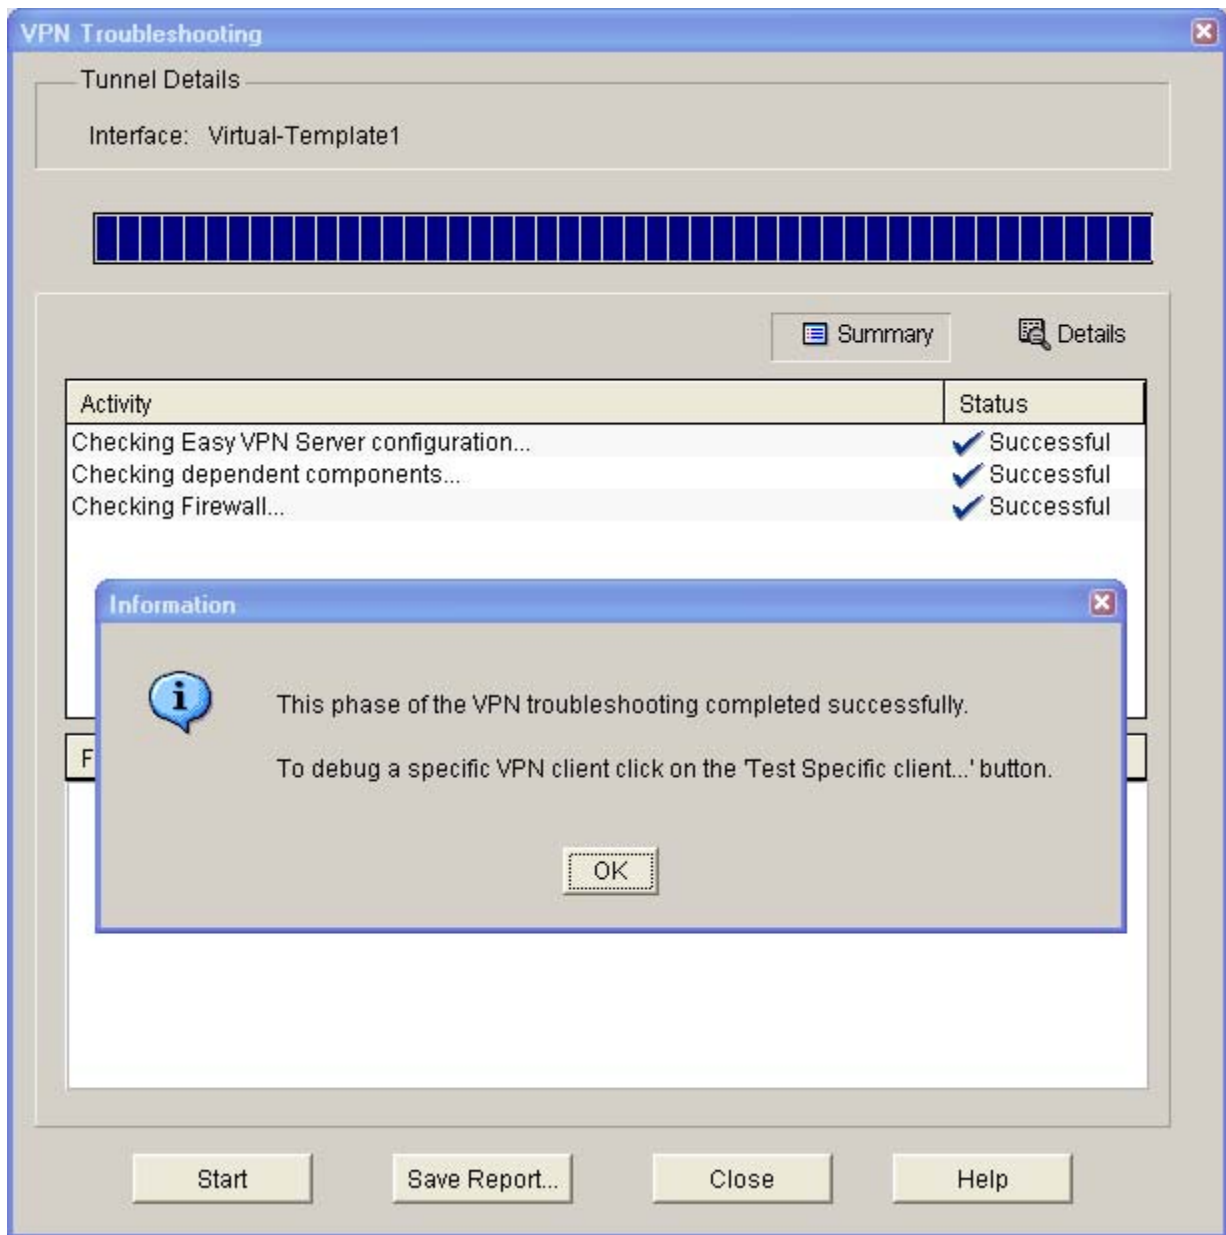 VPN Troubleshooting
Tunnel Details
Interface: Virtual-Template1
Summary
Details
Activity
Status
Checking Easy VPN Server configuration...
Successful
Checking dependent components...
Successful
Checking Firewall...
Successful
Information
This phase of the VPN troubleshooting completed successfully.
To debug a specific VPN client click on the 'Test Specific client...' button.
F
OK
Start
Save Report...
Close
Help